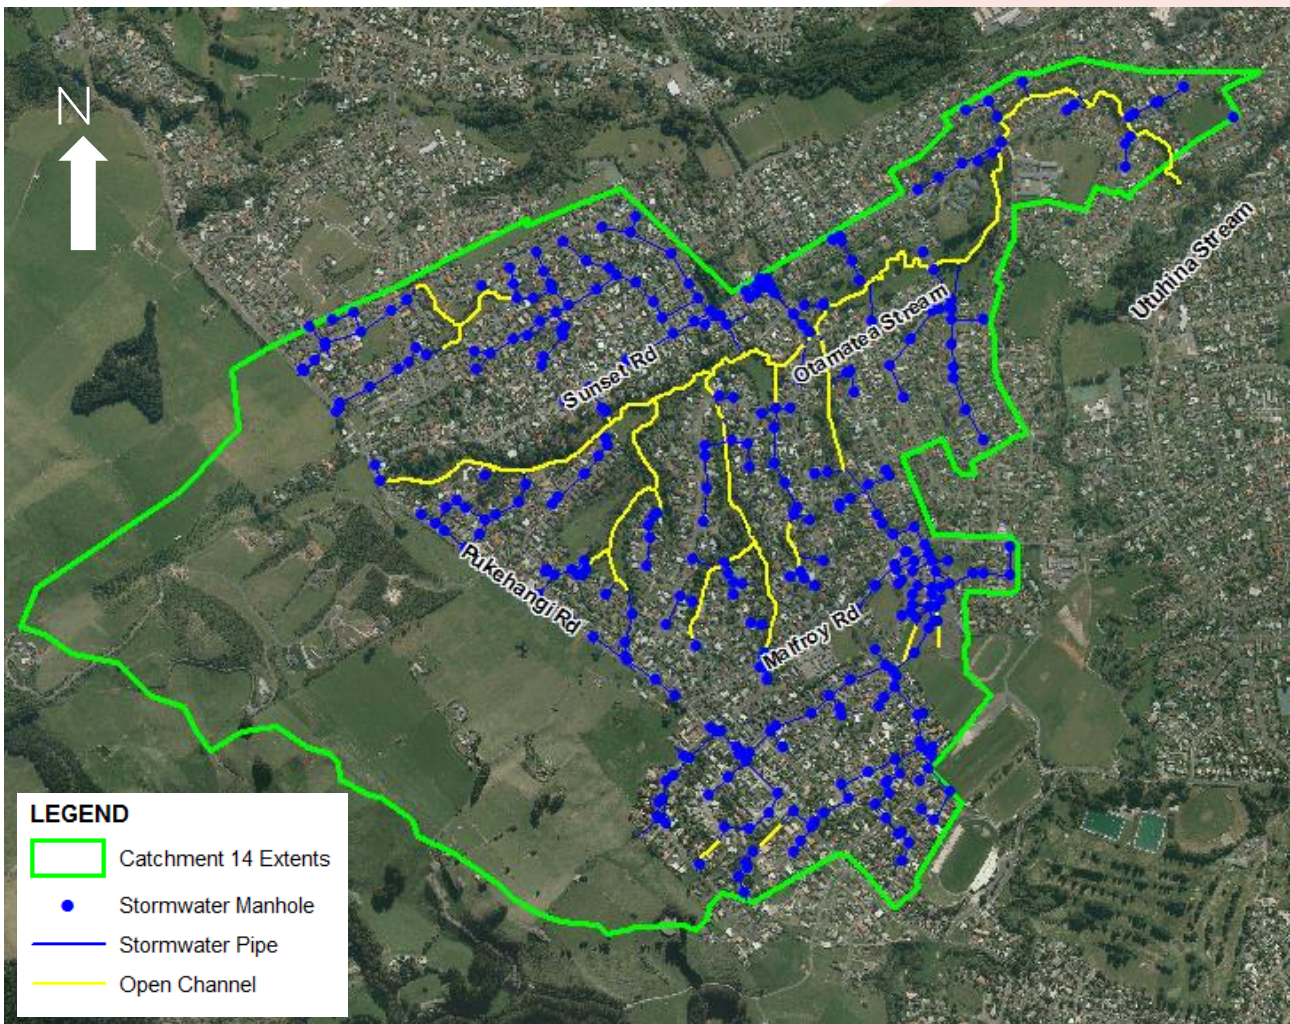 N
Utuhina Stream
Otamatea Stream
Sunset Rd
Pukehangi Rd
Malfroy Rd
LEGEND
Catchment 14 Extents
Stormwater Manhole
Stormwater Pipe
Open Channel